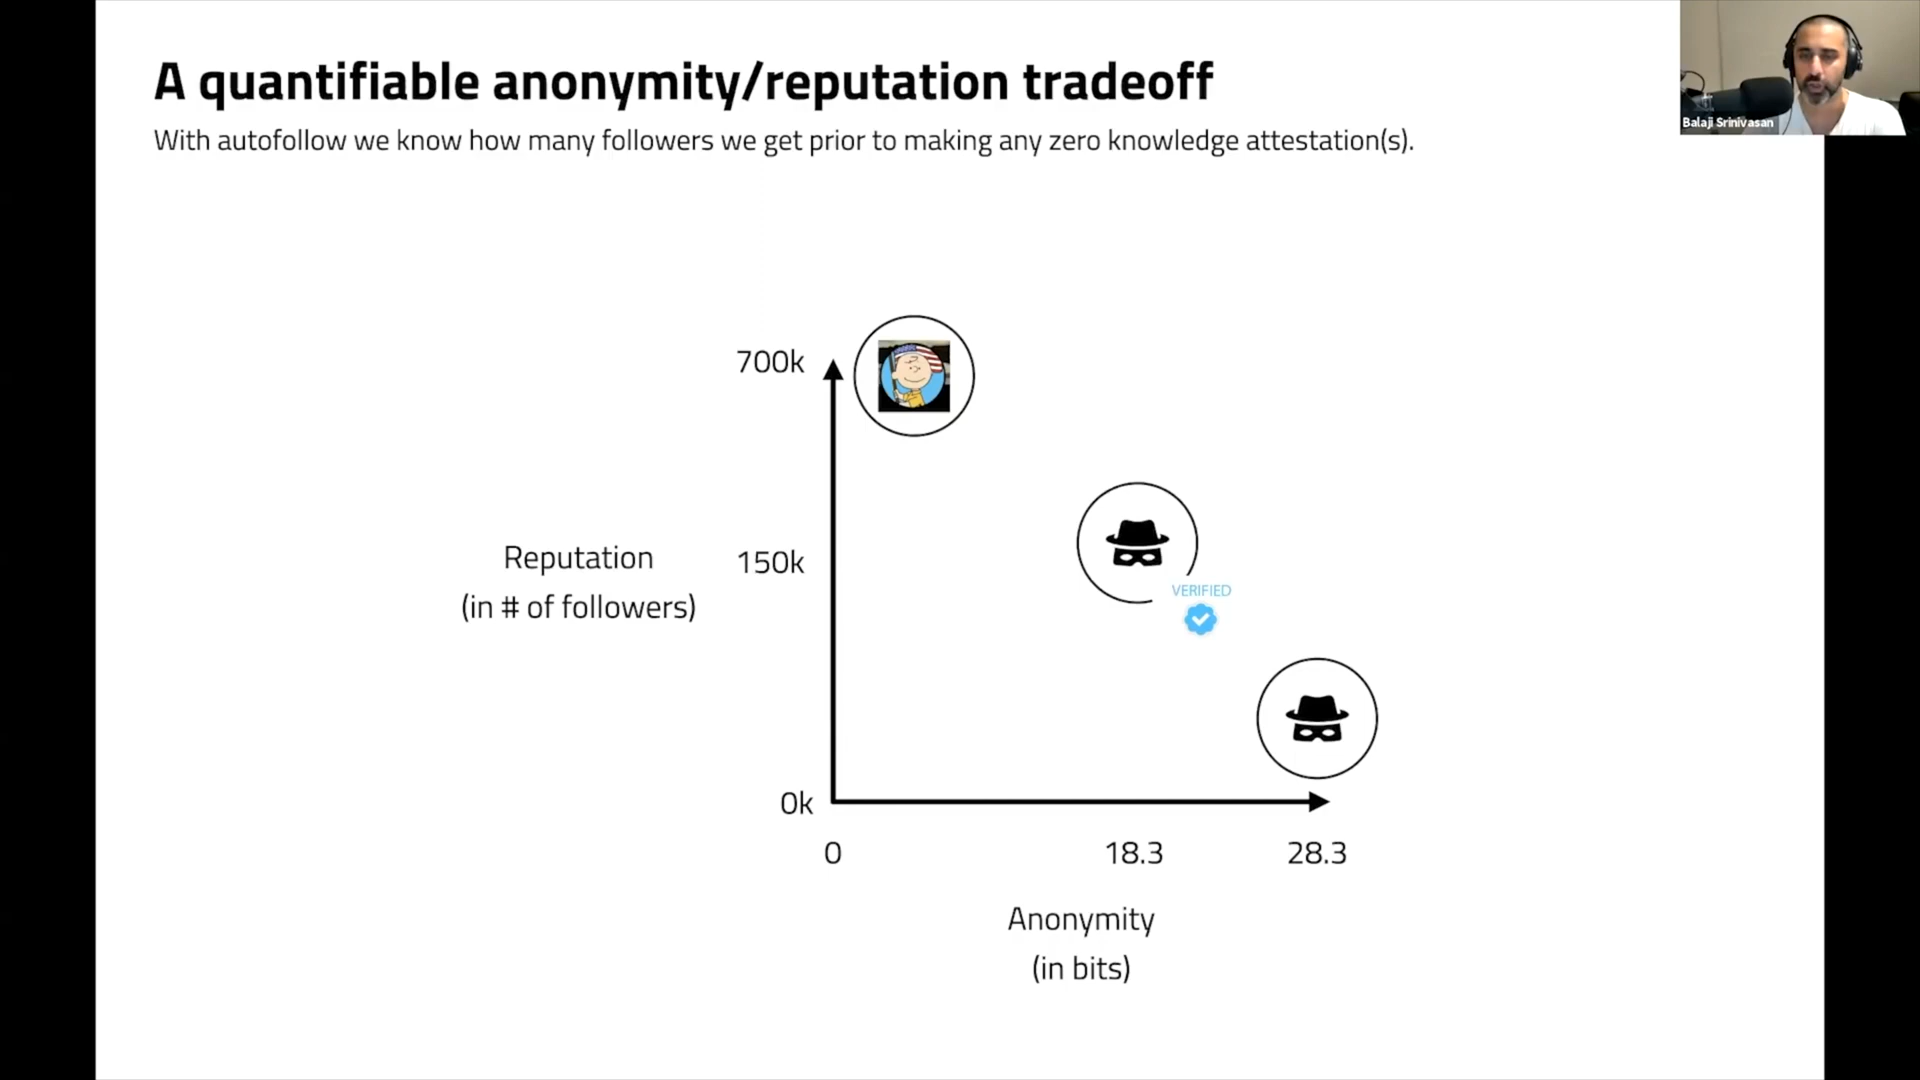 A quantifiable anonymity/reputation tradeoff
With autofollow we know how many followers we get prior to making any zero knowledge attestation(s).
Balaji Srinivasan
700k
Reputation
(in # of followers)
150k
VERIFIED
0k
0
18.3
28.3
Anonymity
(in bits)